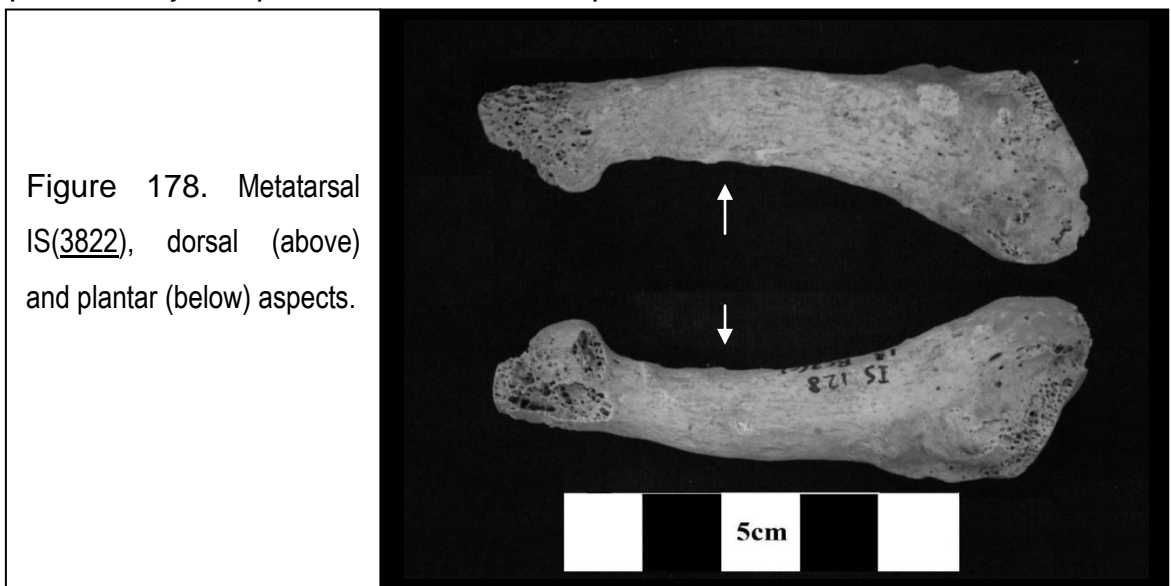 Figure 178. Metatarsal
IS(3822), dorsal (above)
and plantar (below) aspects.
IS 128
5cm